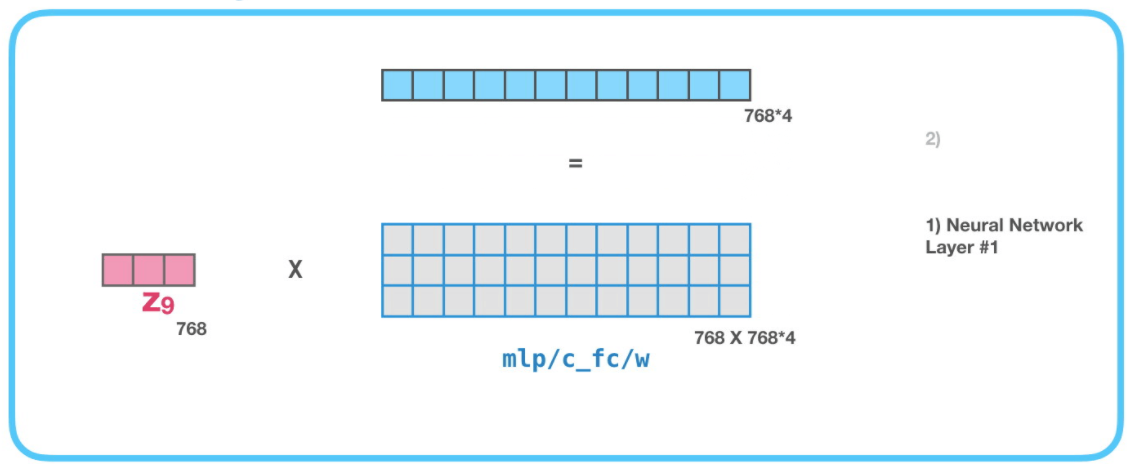 768*4
2)
=
1) Neural Network
Layer #1
X
z9
768
768 X 768*4
mlp/c_fc/w